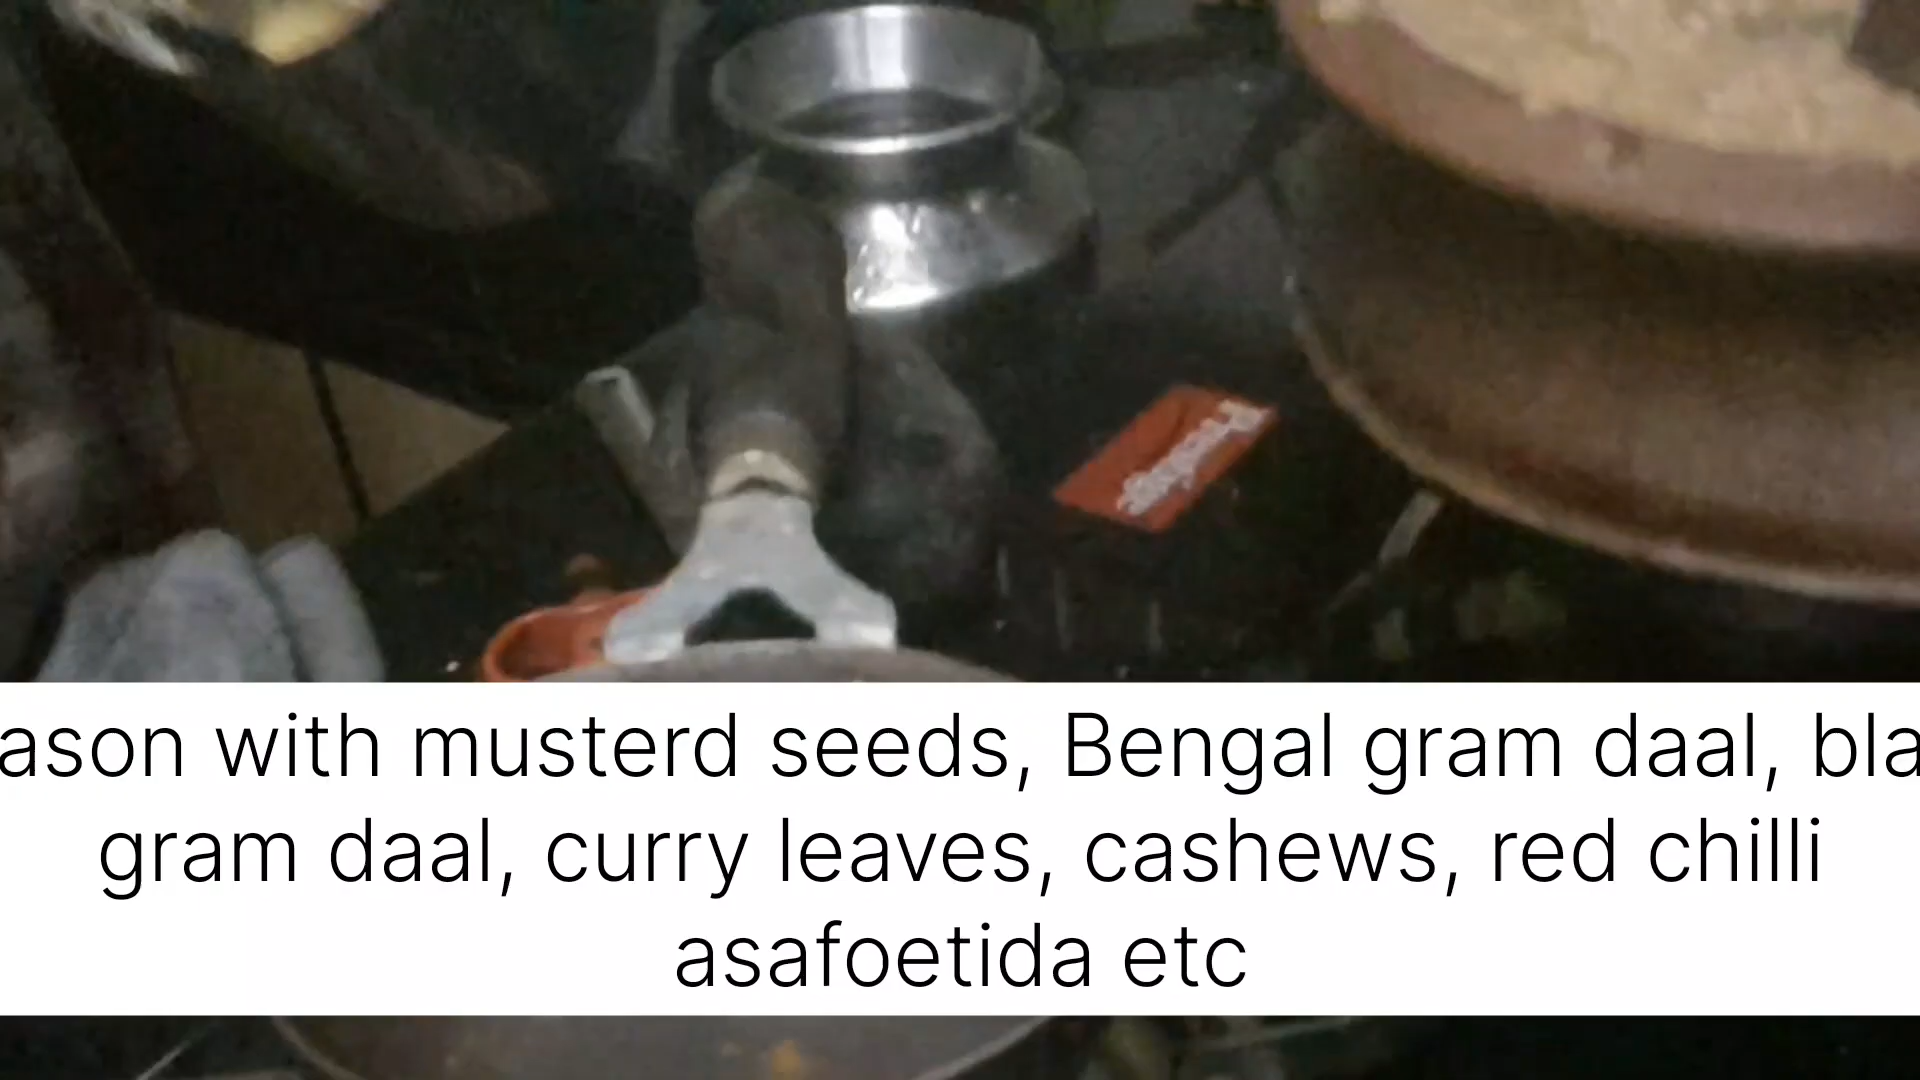 ason with musterd seeds, Bengal gram daal, bla
gram daal, curry leaves, cashews, red chilli
asafoetida etc